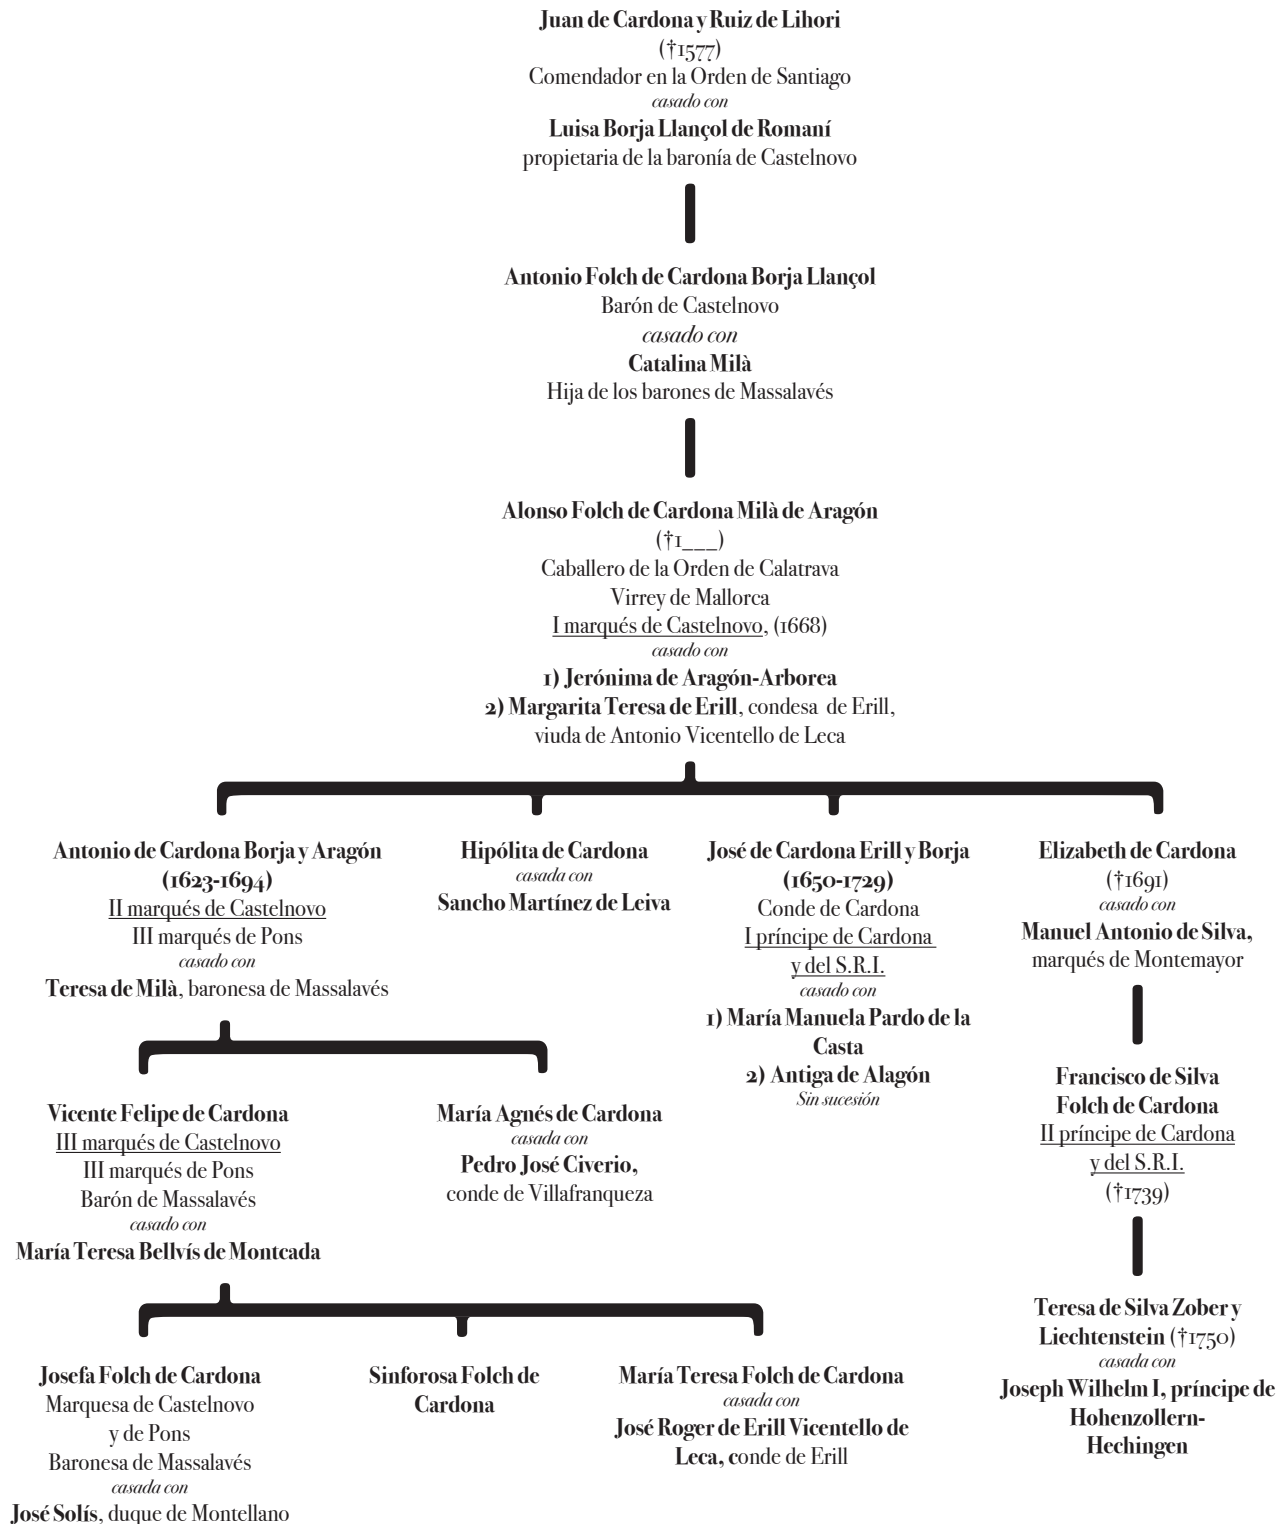 Juan de Cardona y Ruiz de Lihori
(†1577)
Comendador en la Orden de Santiago
casado con
Luisa Borja Llançol de Romaní
propietaria de la baronía de Castelnovo
Antonio Folch de Cardona Borja Llançol
Barón de Castelnovo
casado con
Catalina Milà
Hija de los barones de Massalavés
Alonso Folch de Cardona Milà de Aragón
(†1___)
Caballero de la Orden de Calatrava
Virrey de Mallorca
I marqués de Castelnovo, (1668)
casado con
1) Jerónima de Aragón-Arborea
2) Margarita Teresa de Erill, condesa de Erill,
viuda de Antonio Vicentello de Leca
Antonio de Cardona Borja y Aragón
(1623-1694)
II marqués de Castelnovo
III marqués de Pons
casado con
Teresa de Milà, baronesa de Massalavés
Hipólita de Cardona
casada con
Sancho Martínez de Leiva
José de Cardona Erill y Borja
(1650-1729)
Conde de Cardona
I príncipe de Cardona
y del S.R.I.
casado con
1) María Manuela Pardo de la
Casta
2) Antiga de Alagón
Sin sucesión
Elizabeth de Cardona
(†1691)
casado con
Manuel Antonio de Silva,
marqués de Montemayor
Vicente Felipe de Cardona
III marqués de Castelnovo
III marqués de Pons
Barón de Massalavés
casado con
María Teresa Bellvís de Montcada
María Agnés de Cardona
casada con
Pedro José Civerio,
conde de Villafranqueza
Francisco de Silva
Folch de Cardona
II príncipe de Cardona
y del S.R.I.
(†1739)
Josefa Folch de Cardona
Marquesa de Castelnovo
y de Pons
Baronesa de Massalavés
casada con
José Solís, duque de Montellano
Sinforosa Folch de
Cardona
María Teresa Folch de Cardona
casada con
José Roger de Erill Vicentello de
Leca, conde de Erill
Teresa de Silva Zober y
Liechtenstein (†1750)
casada con
Joseph Wilhelm I, príncipe de
Hohenzollern-
Hechingen